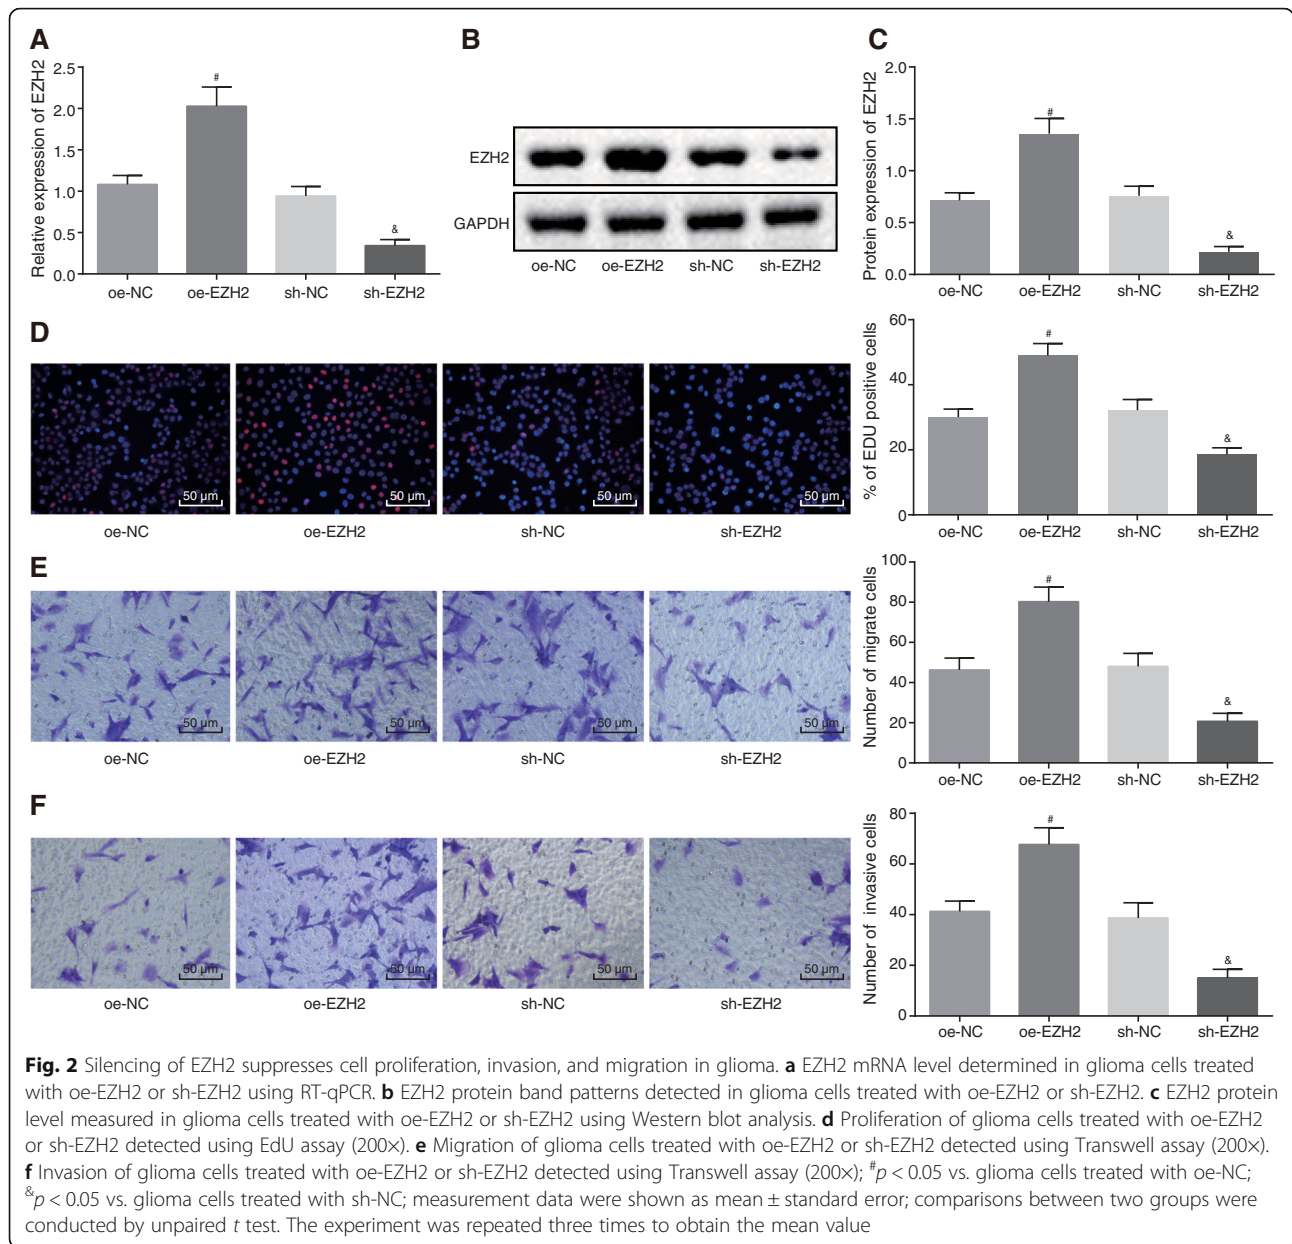 A
B
C
Relative expression of EZH2
2.5
2.0
1.5
1.0
0.5
0.0
#
&
oe-NC oe-EZH2 sh-NC sh-EZH2
EZH2
GAPDH
oe-NC oe-EZH2 sh-NC sh-EZH2
Protein expression of EZH2
2.0
1.5
1.0
0.5
0.0
#
&
oe-NC oe-EZH2 sh-NC sh-EZH2
D
50 µm 50 µm 50 µm 50 µm
oe-NC oe-EZH2 sh-NC sh-EZH2
% of EDU positive cells
60
40
20
0
#
&
oe-NC oe-EZH2 sh-NC sh-EZH2
E
50 µm 50 µm 50 µm 50 µm
oe-NC oe-EZH2 sh-NC sh-EZH2
Number of migrate cells
100
80
60
40
20
0
#
&
oe-NC oe-EZH2 sh-NC sh-EZH2
F
50 µm 50 µm 50 µm 50 µm
oe-NC oe-EZH2 sh-NC sh-EZH2
Number of invasive cells
80
60
40
20
0
#
&
oe-NC oe-EZH2 sh-NC sh-EZH2
Fig. 2 Silencing of EZH2 suppresses cell proliferation, invasion, and migration in glioma. a EZH2 mRNA level determined in glioma cells treated
with oe-EZH2 or sh-EZH2 using RT-qPCR. b EZH2 protein band patterns detected in glioma cells treated with oe-EZH2 or sh-EZH2. c EZH2 protein
level measured in glioma cells treated with oe-EZH2 or sh-EZH2 using Western blot analysis. d Proliferation of glioma cells treated with oe-EZH2
or sh-EZH2 detected using EdU assay (200×). e Migration of glioma cells treated with oe-EZH2 or sh-EZH2 detected using Transwell assay (200×).
f Invasion of glioma cells treated with oe-EZH2 or sh-EZH2 detected using Transwell assay (200×); #p < 0.05 vs. glioma cells treated with oe-NC;
&p < 0.05 vs. glioma cells treated with sh-NC; measurement data were shown as mean ± standard error; comparisons between two groups were
conducted by unpaired t test. The experiment was repeated three times to obtain the mean value